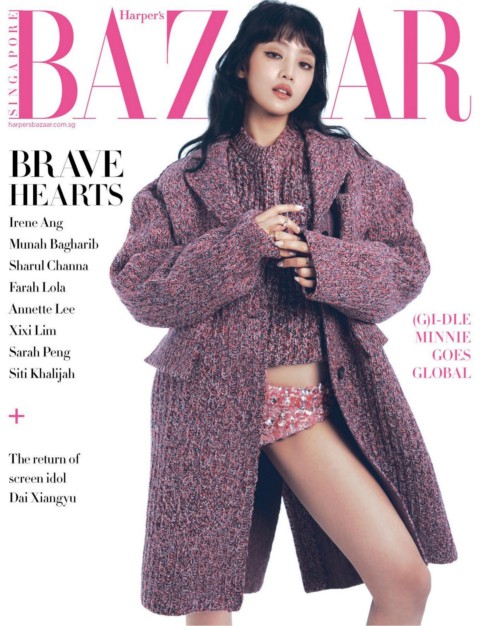 SINGAPORE
Harper's
BAZAAR
harpersbazaar.com.sg
BRAVE
HEARTS
Irene Ang
Munah Bagharib
Sharul Channa
Farah Lola
Annette Lee
Xixi Lim
Sarah Peng
Siti Khalijah
+
The return of
screen idol
Dai Xiangyu
(G)I-DLE
MINNIE
GOES
GLOBAL